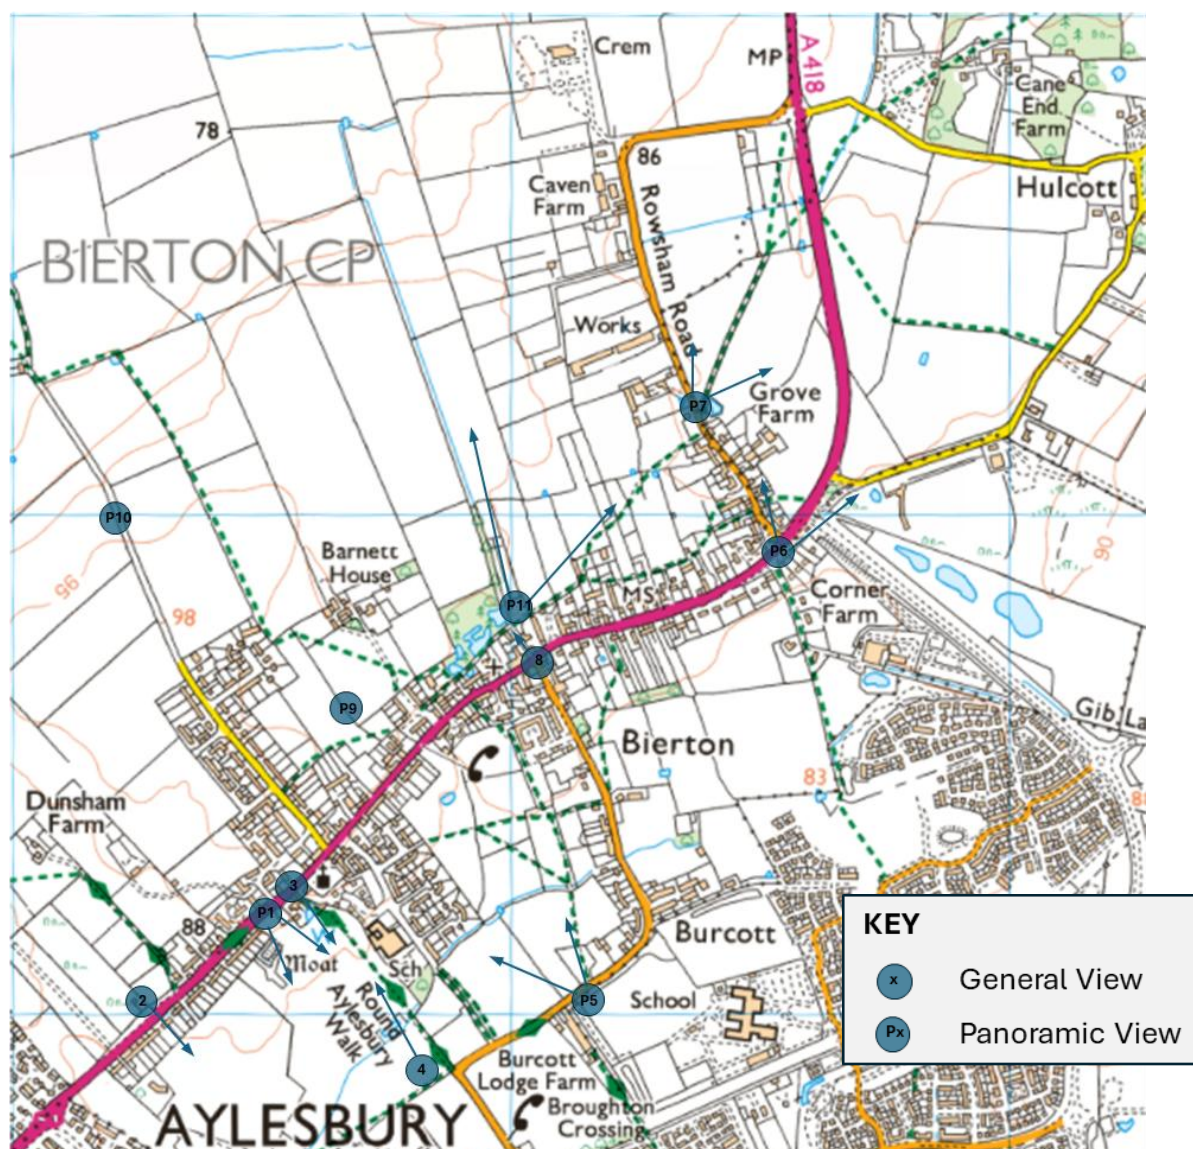 Crem
MP
A 418
Cane
End
Farm
78
86
Caven
Farm
Hulcott
Rowsham Road
BIERTON CP
Works
P7
Grove
Farm
P10
Barnett
House
P6
90
96
98
P11
MS
Corner
Farm
8
P9
Gib La
Bierton
83
Dunsham
Farm
3
P1
88
Moat
Sch
Burcott
KEY
x General View
Px Panoramic View
2
Round
Aylesbury
Walk
P5
School
4
Burcott
Lodge Farm
Broughton
Crossing
AYLESBURY